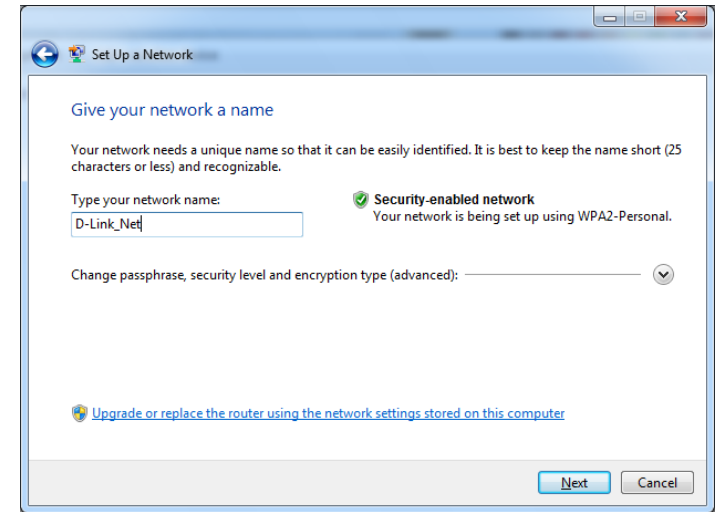 Set Up a Network
Give your network a name
Your network needs a unique name so that it can be easily identified. It is best to keep the name short (25
characters or less) and recognizable.
Type your network name:
D-Link_Net
Security-enabled network
Your network is being set up using WPA2-Personal.
Change passphrase, security level and encryption type (advanced):
Upgrade or replace the router using the network settings stored on this computer
Next
Cancel